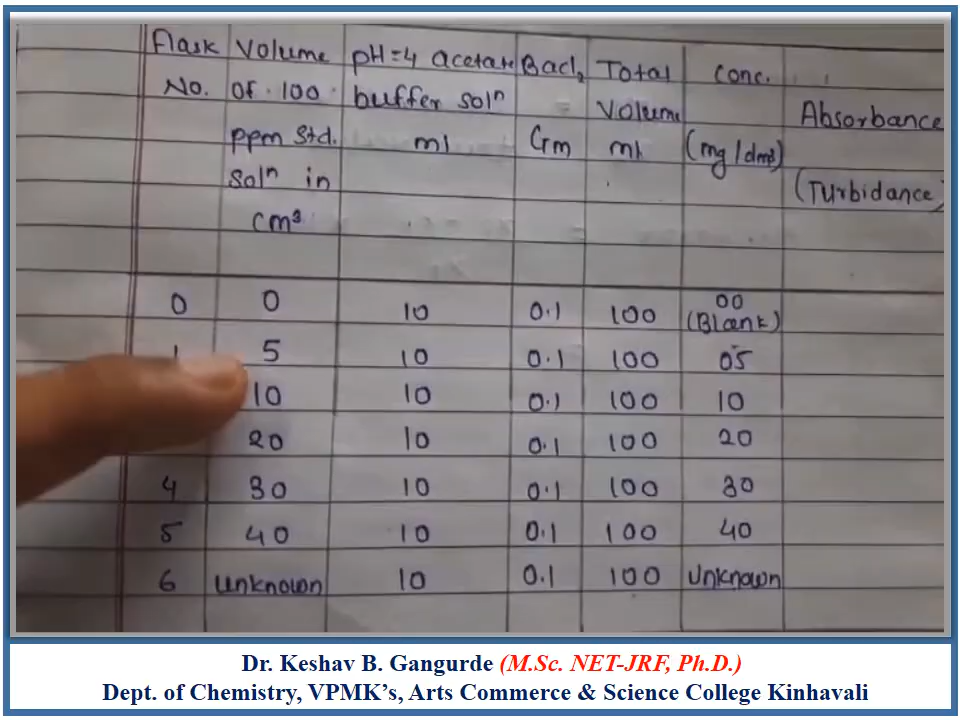 Flask Volume pH=4 acetate Bacl2 Total Conc. Absorbance
No. of 100 buffer soln Volume
ppm Std. ml Gm ml (mg/dm3) (Turbidance)
soln in
cm3
0 0 10 0.1 100 00
(Blank)
1 5 10 0.1 100 05
10 10 0.1 100 10
20 10 0.1 100 20
4 30 10 0.1 100 30
5 40 10 0.1 100 40
6 unknown 10 0.1 100 Unknown
Dr. Keshav B. Gangurde (M.Sc. NET-JRF, Ph.D.)
Dept. of Chemistry, VPMK's, Arts Commerce & Science College Kinhavali